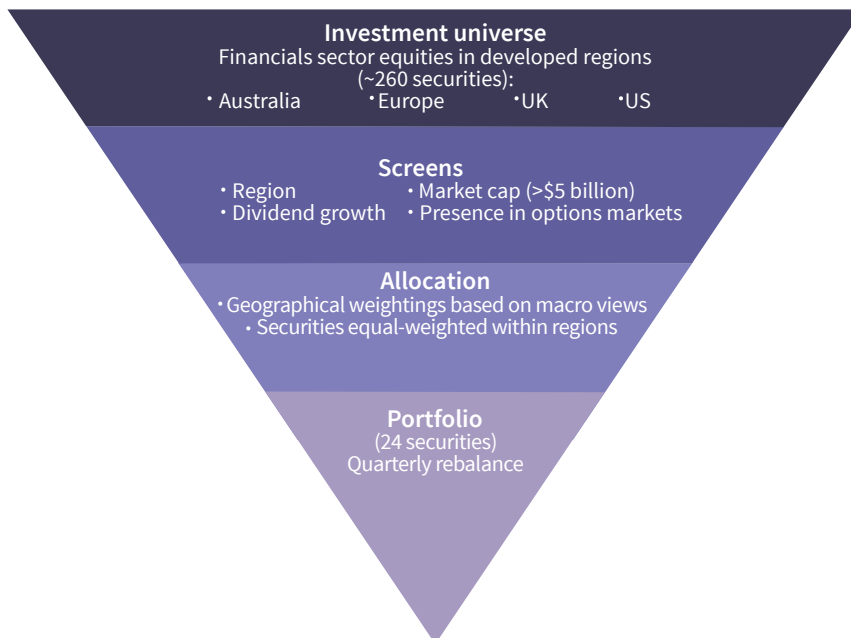 Investment universe
Financials sector equities in developed regions
(~260 securities):
• Australia •Europe •UK •US
Screens
• Region • Market cap (>$5 billion)
• Dividend growth • Presence in options markets
Allocation
• Geographical weightings based on macro views
• Securities equal-weighted within regions
Portfolio
(24 securities)
Quarterly rebalance